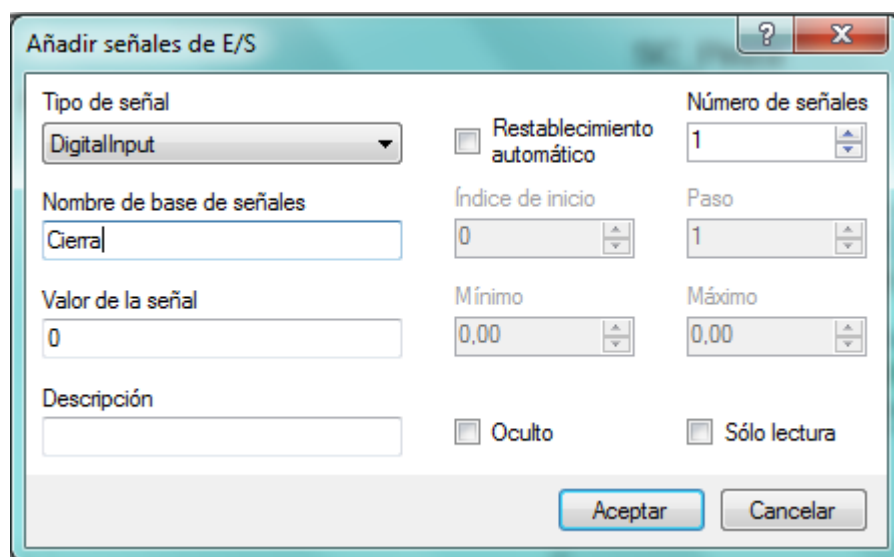 Añadir señales de E/S
Tipo de señal
DigitalInput
Restablecimiento
automático
Número de señales
1
Nombre de base de señales
Cierra
Índice de inicio
0
Paso
1
Valor de la señal
0
Mínimo
0,00
Máximo
0,00
Descripción
Oculto
Sólo lectura
Aceptar
Cancelar